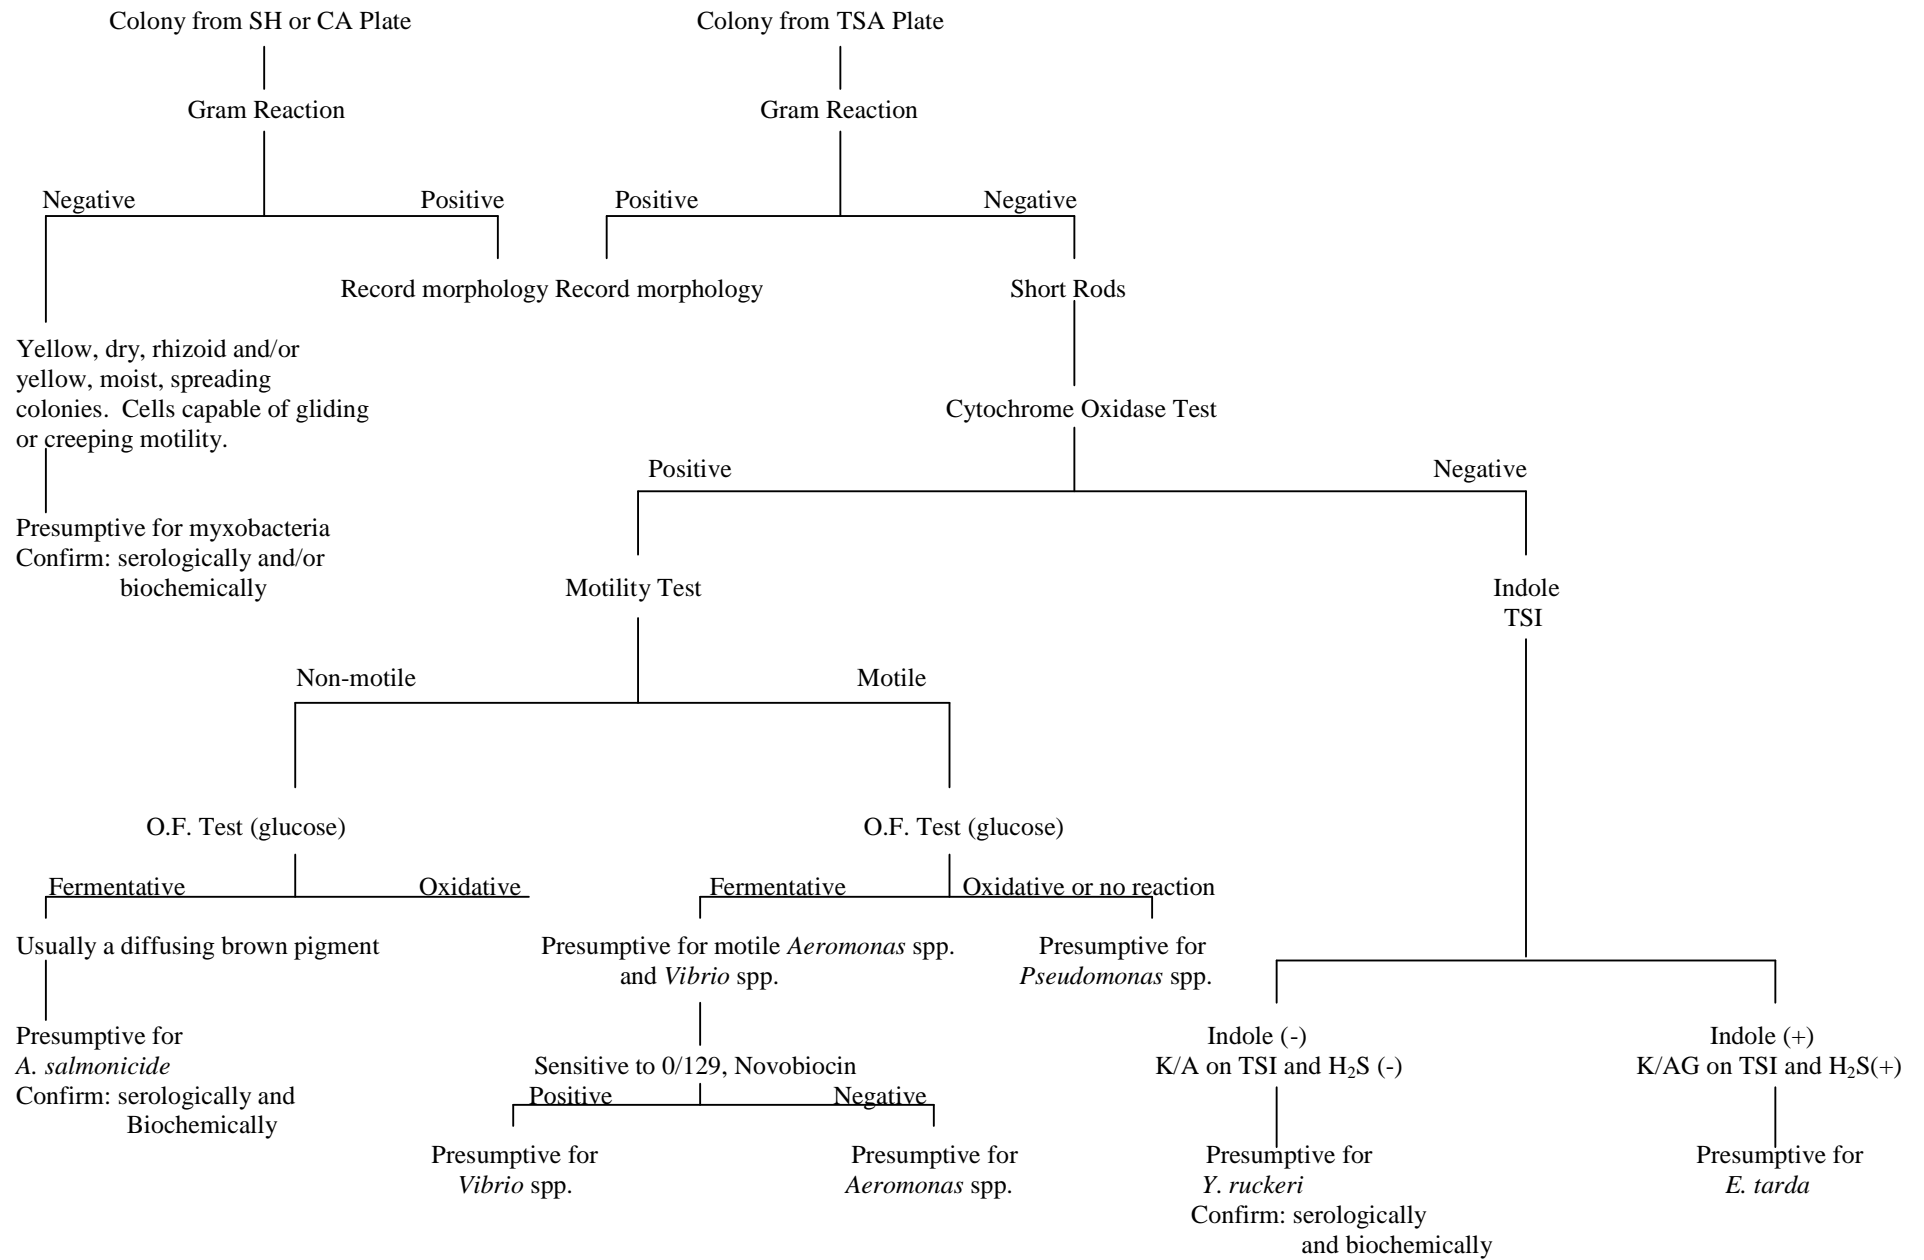 Colony from SH or CA Plate
Colony from TSA Plate
Gram Reaction
Gram Reaction
Negative
Positive
Positive
Negative
Record morphology
Record morphology
Short Rods
Yellow, dry, rhizoid and/or
yellow, moist, spreading
colonies. Cells capable of gliding
or creeping motility.
Cytochrome Oxidase Test
Positive
Negative
Presumptive for myxobacteria
Confirm: serologically and/or
biochemically
Motility Test
Indole
TSI
Non-motile
Motile
O.F. Test (glucose)
O.F. Test (glucose)
Fermentative
Oxidative
Fermentative
Oxidative or no reaction
Usually a diffusing brown pigment
Presumptive for motile Aeromonas spp.
and Vibrio spp.
Presumptive for
Pseudomonas spp.
Presumptive for
A. salmonicide
Confirm: serologically and
Biochemically
Sensitive to 0/129, Novobiocin
Positive
Negative
Indole (-)
K/A on TSI and H₂S (-)
Indole (+)
K/AG on TSI and H₂S(+)
Presumptive for
Vibrio spp.
Presumptive for
Aeromonas spp.
Presumptive for
Y. ruckeri
Confirm: serologically
and biochemically
Presumptive for
E. tarda